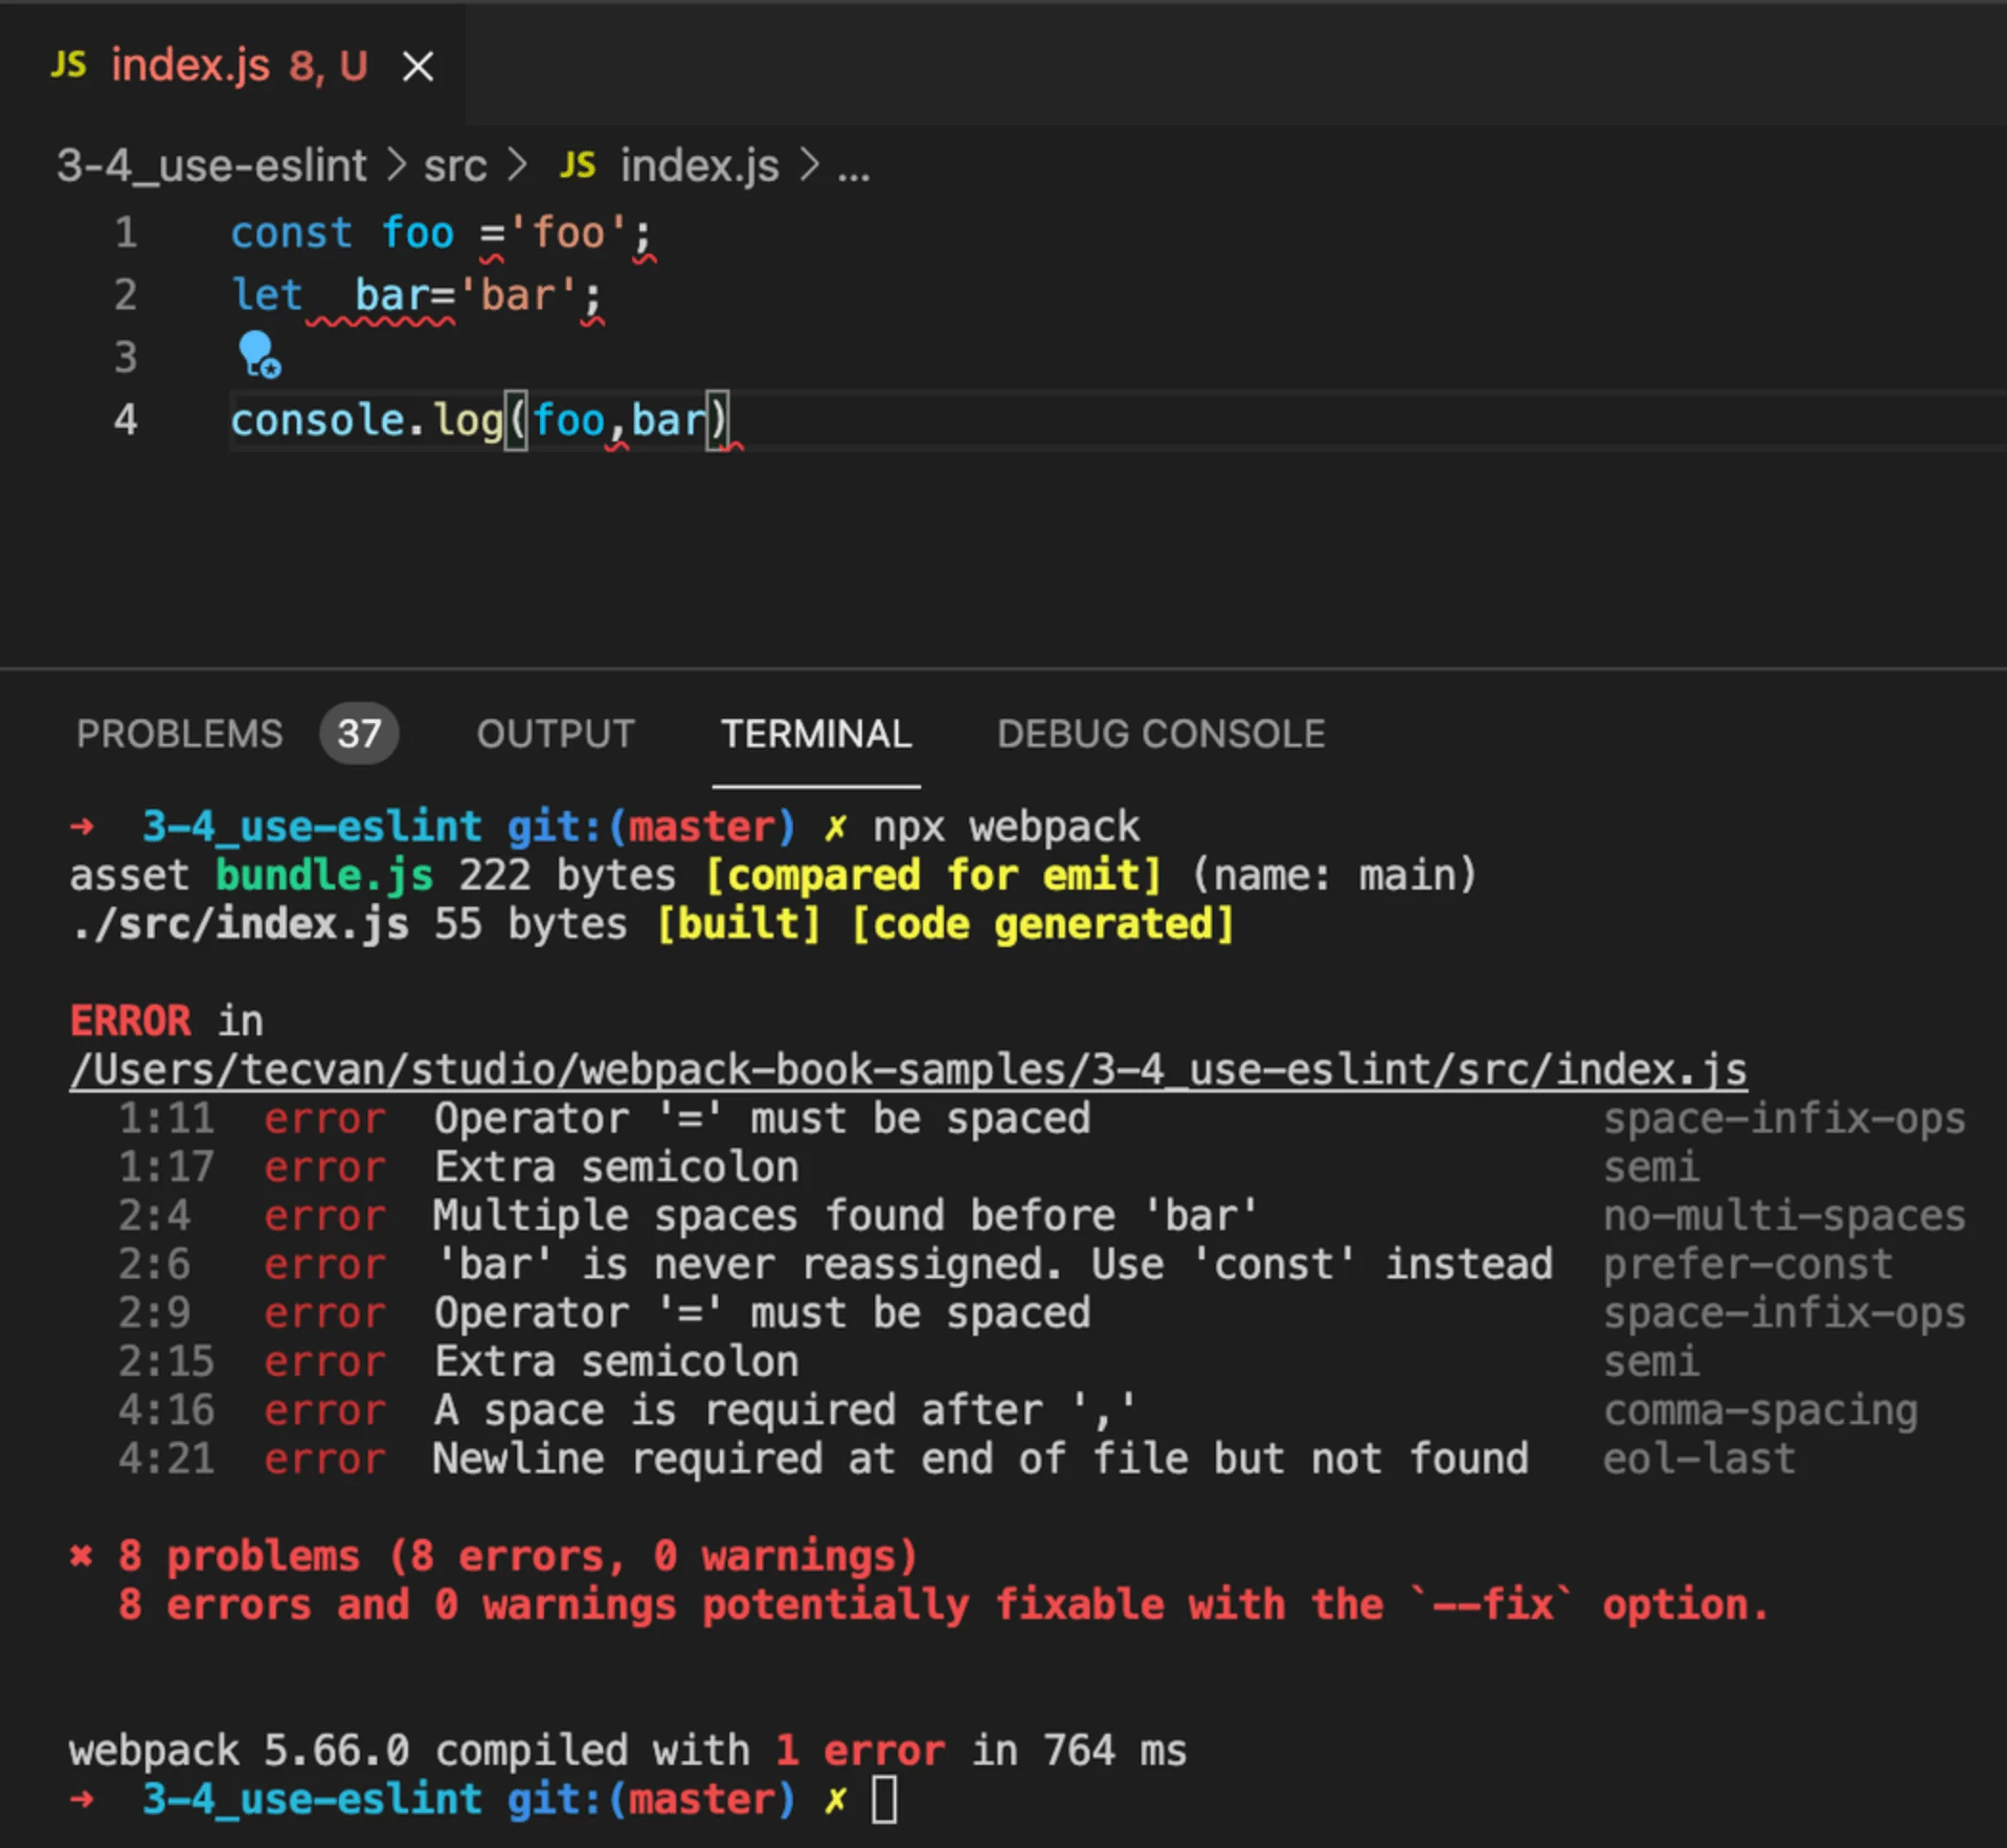 JS index.js 8, U ×
3-4_use-eslint > src > JS index.js > ...
1 const foo ='foo';
2 let  bar='bar';
3
4 console.log(foo,bar)
PROBLEMS 37 OUTPUT TERMINAL DEBUG CONSOLE
➜  3-4_use-eslint git:(master) ✗ npx webpack
asset bundle.js 222 bytes [compared for emit] (name: main)
./src/index.js 55 bytes [built] [code generated]
ERROR in
/Users/tecvan/studio/webpack-book-samples/3-4_use-eslint/src/index.js
1:11  error  Operator '=' must be spaced  space-infix-ops
1:17  error  Extra semicolon  semi
2:4  error  Multiple spaces found before 'bar'  no-multi-spaces
2:6  error  'bar' is never reassigned. Use 'const' instead  prefer-const
2:9  error  Operator '=' must be spaced  space-infix-ops
2:15  error  Extra semicolon  semi
4:16  error  A space is required after ','  comma-spacing
4:21  error  Newline required at end of file but not found  eol-last
✖ 8 problems (8 errors, 0 warnings)
8 errors and 0 warnings potentially fixable with the `--fix` option.
webpack 5.66.0 compiled with 1 error in 764 ms
➜  3-4_use-eslint git:(master) ✗